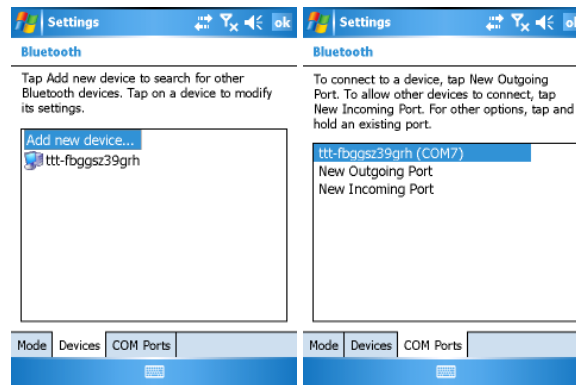 Settings
ok
Bluetooth
Tap Add new device to search for other
Bluetooth devices. Tap on a device to modify
its settings.
Add new device...
ttt-fbggsz39grh
Mode Devices COM Ports
Settings
ok
Bluetooth
To connect to a device, tap New Outgoing
Port. To allow other devices to connect, tap
New Incoming Port. For other options, tap and
hold an existing port.
ttt-fbggsz39grh (COM7)
New Outgoing Port
New Incoming Port
Mode Devices COM Ports